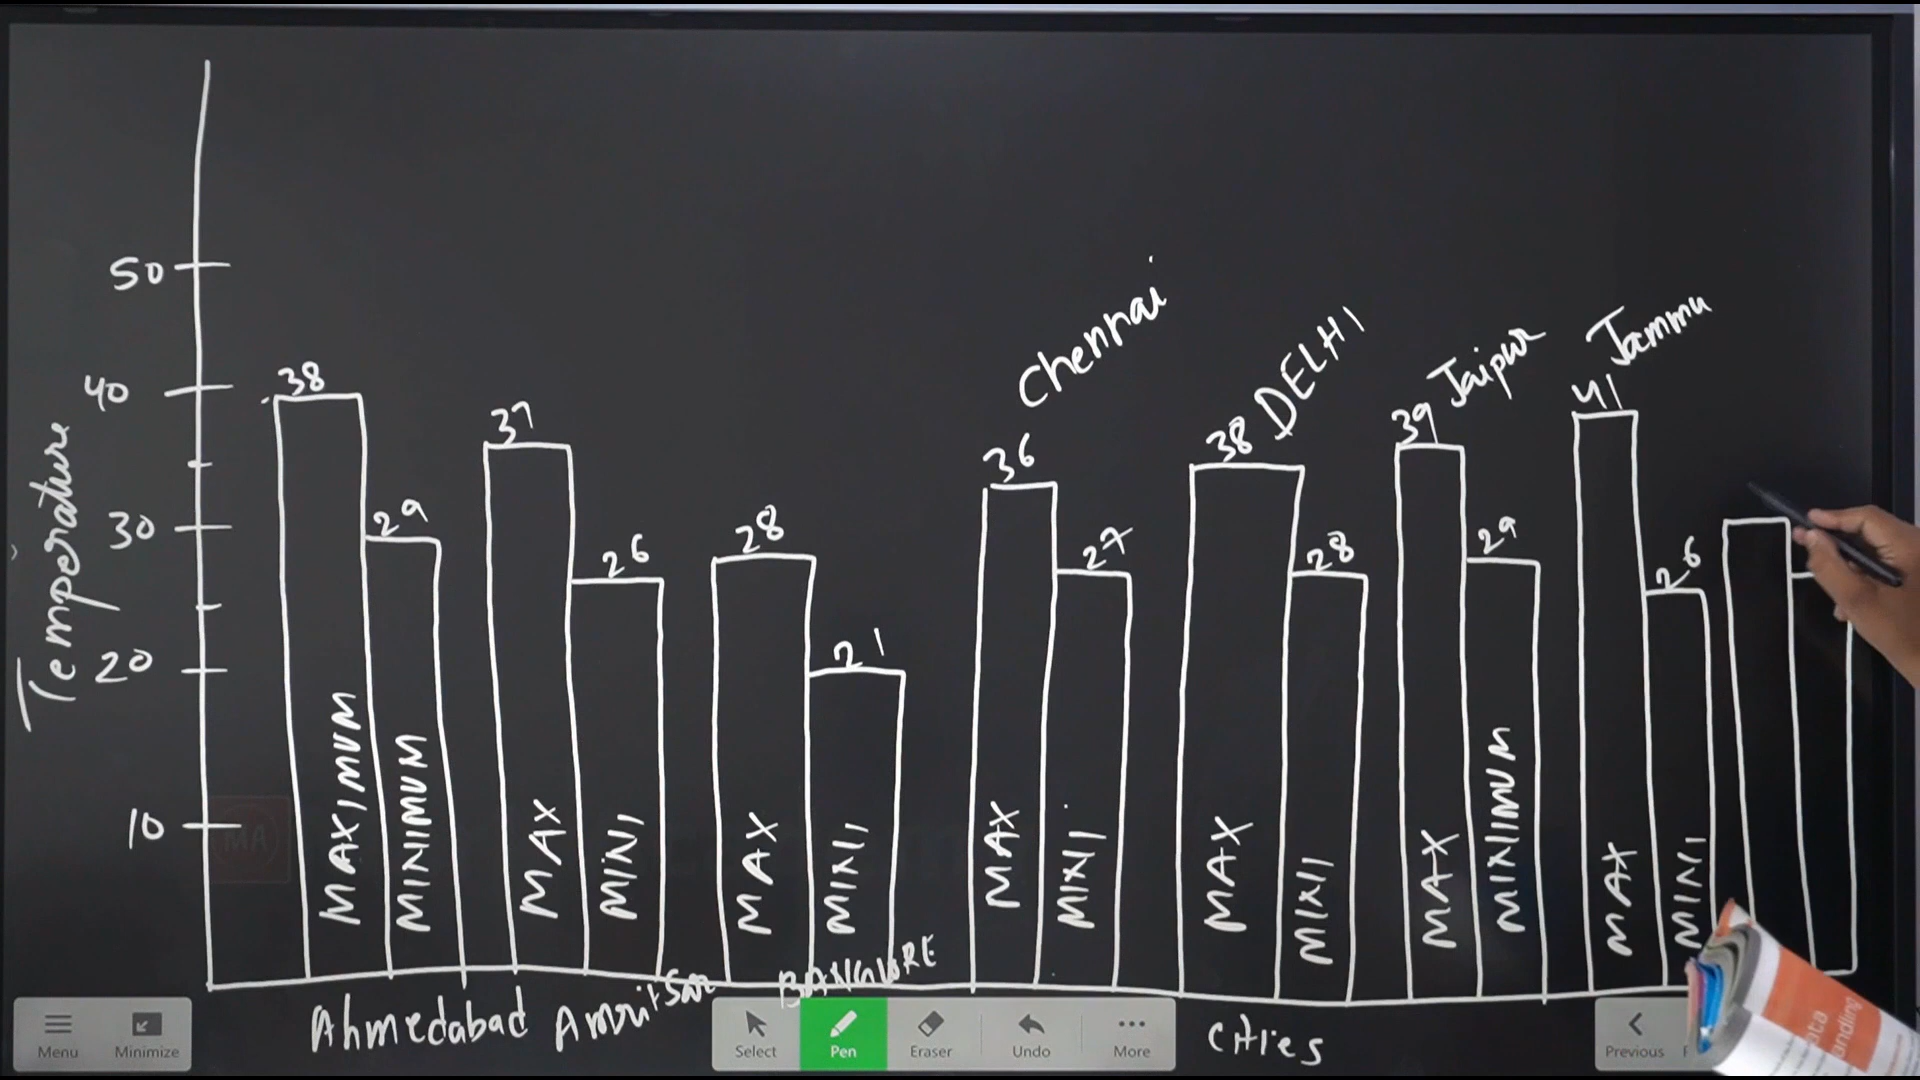 Temperature
50
40
30
20
10
38
29
MAXIMUM
MINIMUM
Ahmedabad
37
26
MAX
MINI
Amritsar
28
21
MAX
MINI
BANGLORE
Chennai
36
27
MAX
MINI
DELHI
38
28
MAX
MINI
Jaipur
39
29
MAX
MINIMUM
Jammu
41
26
MAX
MINI
Cities
MA
Menu
Minimize
Select
Pen
Eraser
Undo
More
Previous